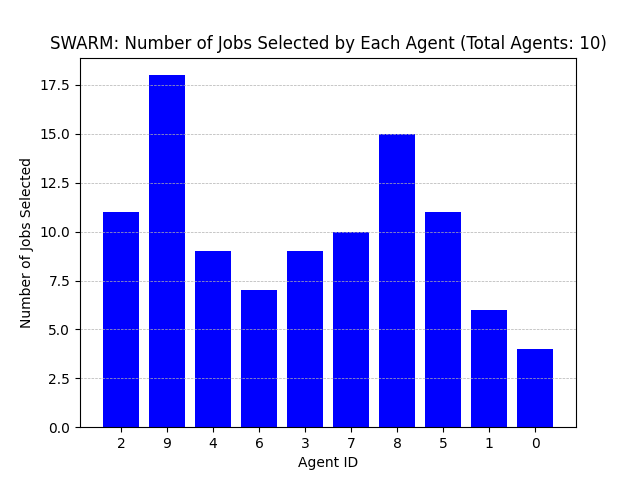 SWARM: Number of Jobs Selected by Each Agent (Total Agents: 10)
17.5
15.0
12.5
10.0
7.5
5.0
2.5
0.0
Number of Jobs Selected
2 9 4 6 3 7 8 5 1 0
Agent ID